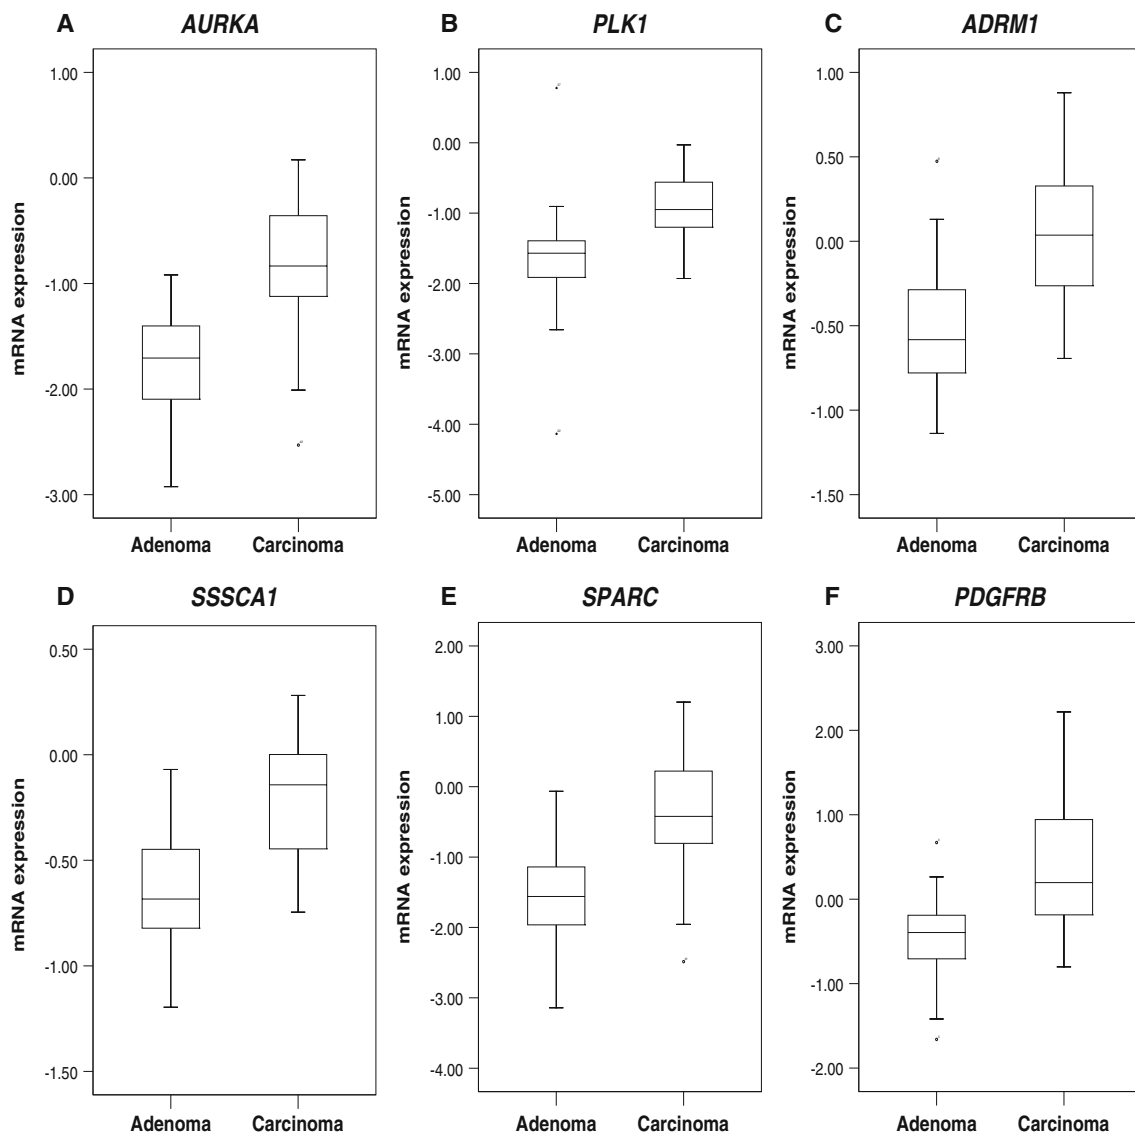 A AURKA
B PLK1
C ADRM1
mRNA expression
1.00
0.00
-1.00
-2.00
-3.00
Adenoma Carcinoma
mRNA expression
1.00
0.00
-1.00
-2.00
-3.00
-4.00
-5.00
Adenoma Carcinoma
mRNA expression
1.00
0.50
0.00
-0.50
-1.00
-1.50
Adenoma Carcinoma
D SSSCA1
E SPARC
F PDGFRB
mRNA expression
0.50
0.00
-0.50
-1.00
-1.50
Adenoma Carcinoma
mRNA expression
2.00
1.00
0.00
-1.00
-2.00
-3.00
-4.00
Adenoma Carcinoma
mRNA expression
3.00
2.00
1.00
0.00
-1.00
-2.00
Adenoma Carcinoma